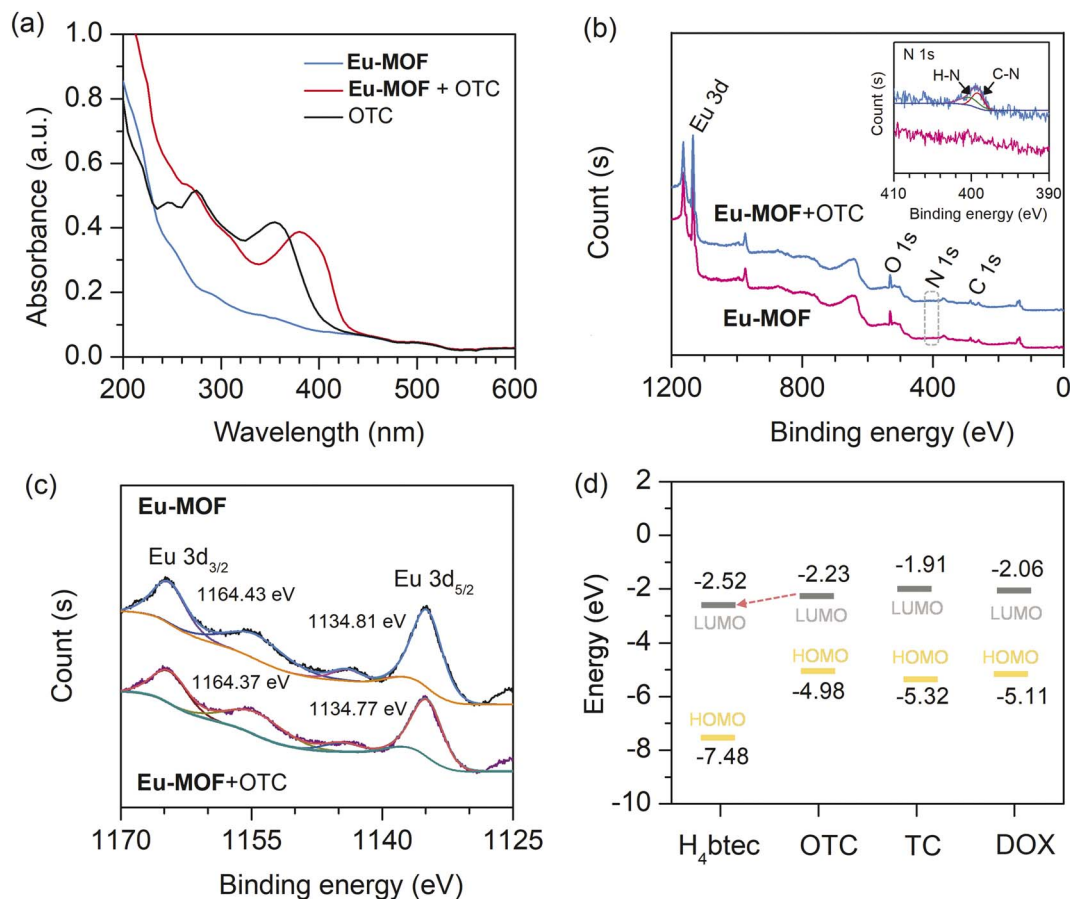 (a)
Eu-MOF
Eu-MOF + OTC
OTC
1.0
0.8
0.6
0.4
0.2
0.0
Absorbance (a.u.)
200 300 400 500 600
Wavelength (nm)
(b)
N 1s
H-N
C-N
Count (s)
410 400 390
Binding energy (eV)
Eu 3d
Eu-MOF+OTC
O 1s
N 1s
C 1s
Eu-MOF
Count (s)
1200 800 400 0
Binding energy (eV)
(c)
Eu-MOF
Eu 3d3/2
1164.43 eV
Eu 3d5/2
1134.81 eV
1164.37 eV
1134.77 eV
Eu-MOF+OTC
Count (s)
1170 1155 1140 1125
Binding energy (eV)
(d)
2
0
-2
-4
-6
-8
-10
Energy (eV)
-2.52
LUMO
HOMO
-7.48
-2.23
LUMO
HOMO
-4.98
-1.91
LUMO
HOMO
-5.32
-2.06
LUMO
HOMO
-5.11
H4btec OTC TC DOX